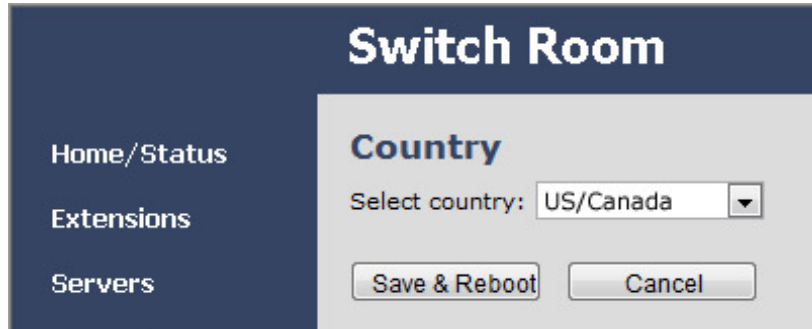 Switch Room
Home/Status
Extensions
Servers
Country
Select country: US/Canada
Save & Reboot
Cancel